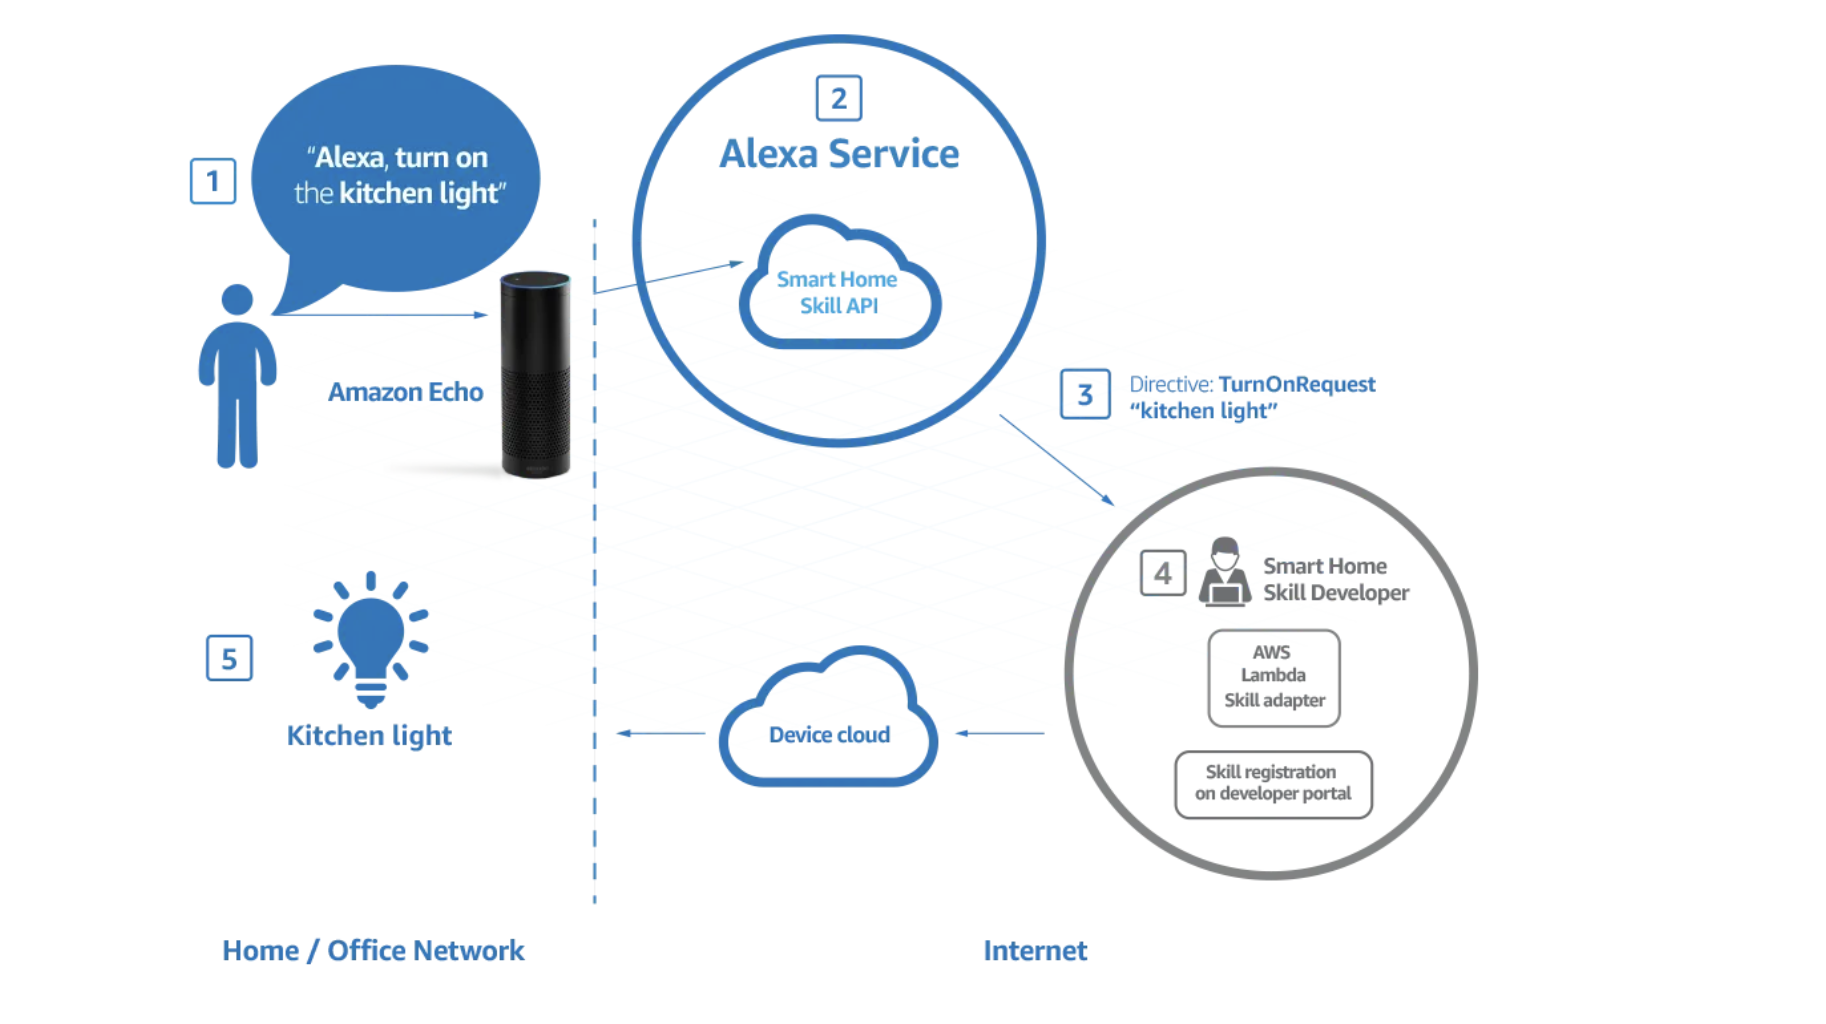 1
“Alexa, turn on
the kitchen light”
Amazon Echo
2
Alexa Service
Smart Home
Skill API
3
Directive: TurnOnRequest
“kitchen light”
4
Smart Home
Skill Developer
AWS
Lambda
Skill adapter
Skill registration
on developer portal
Device cloud
5
Kitchen light
Home / Office Network
Internet